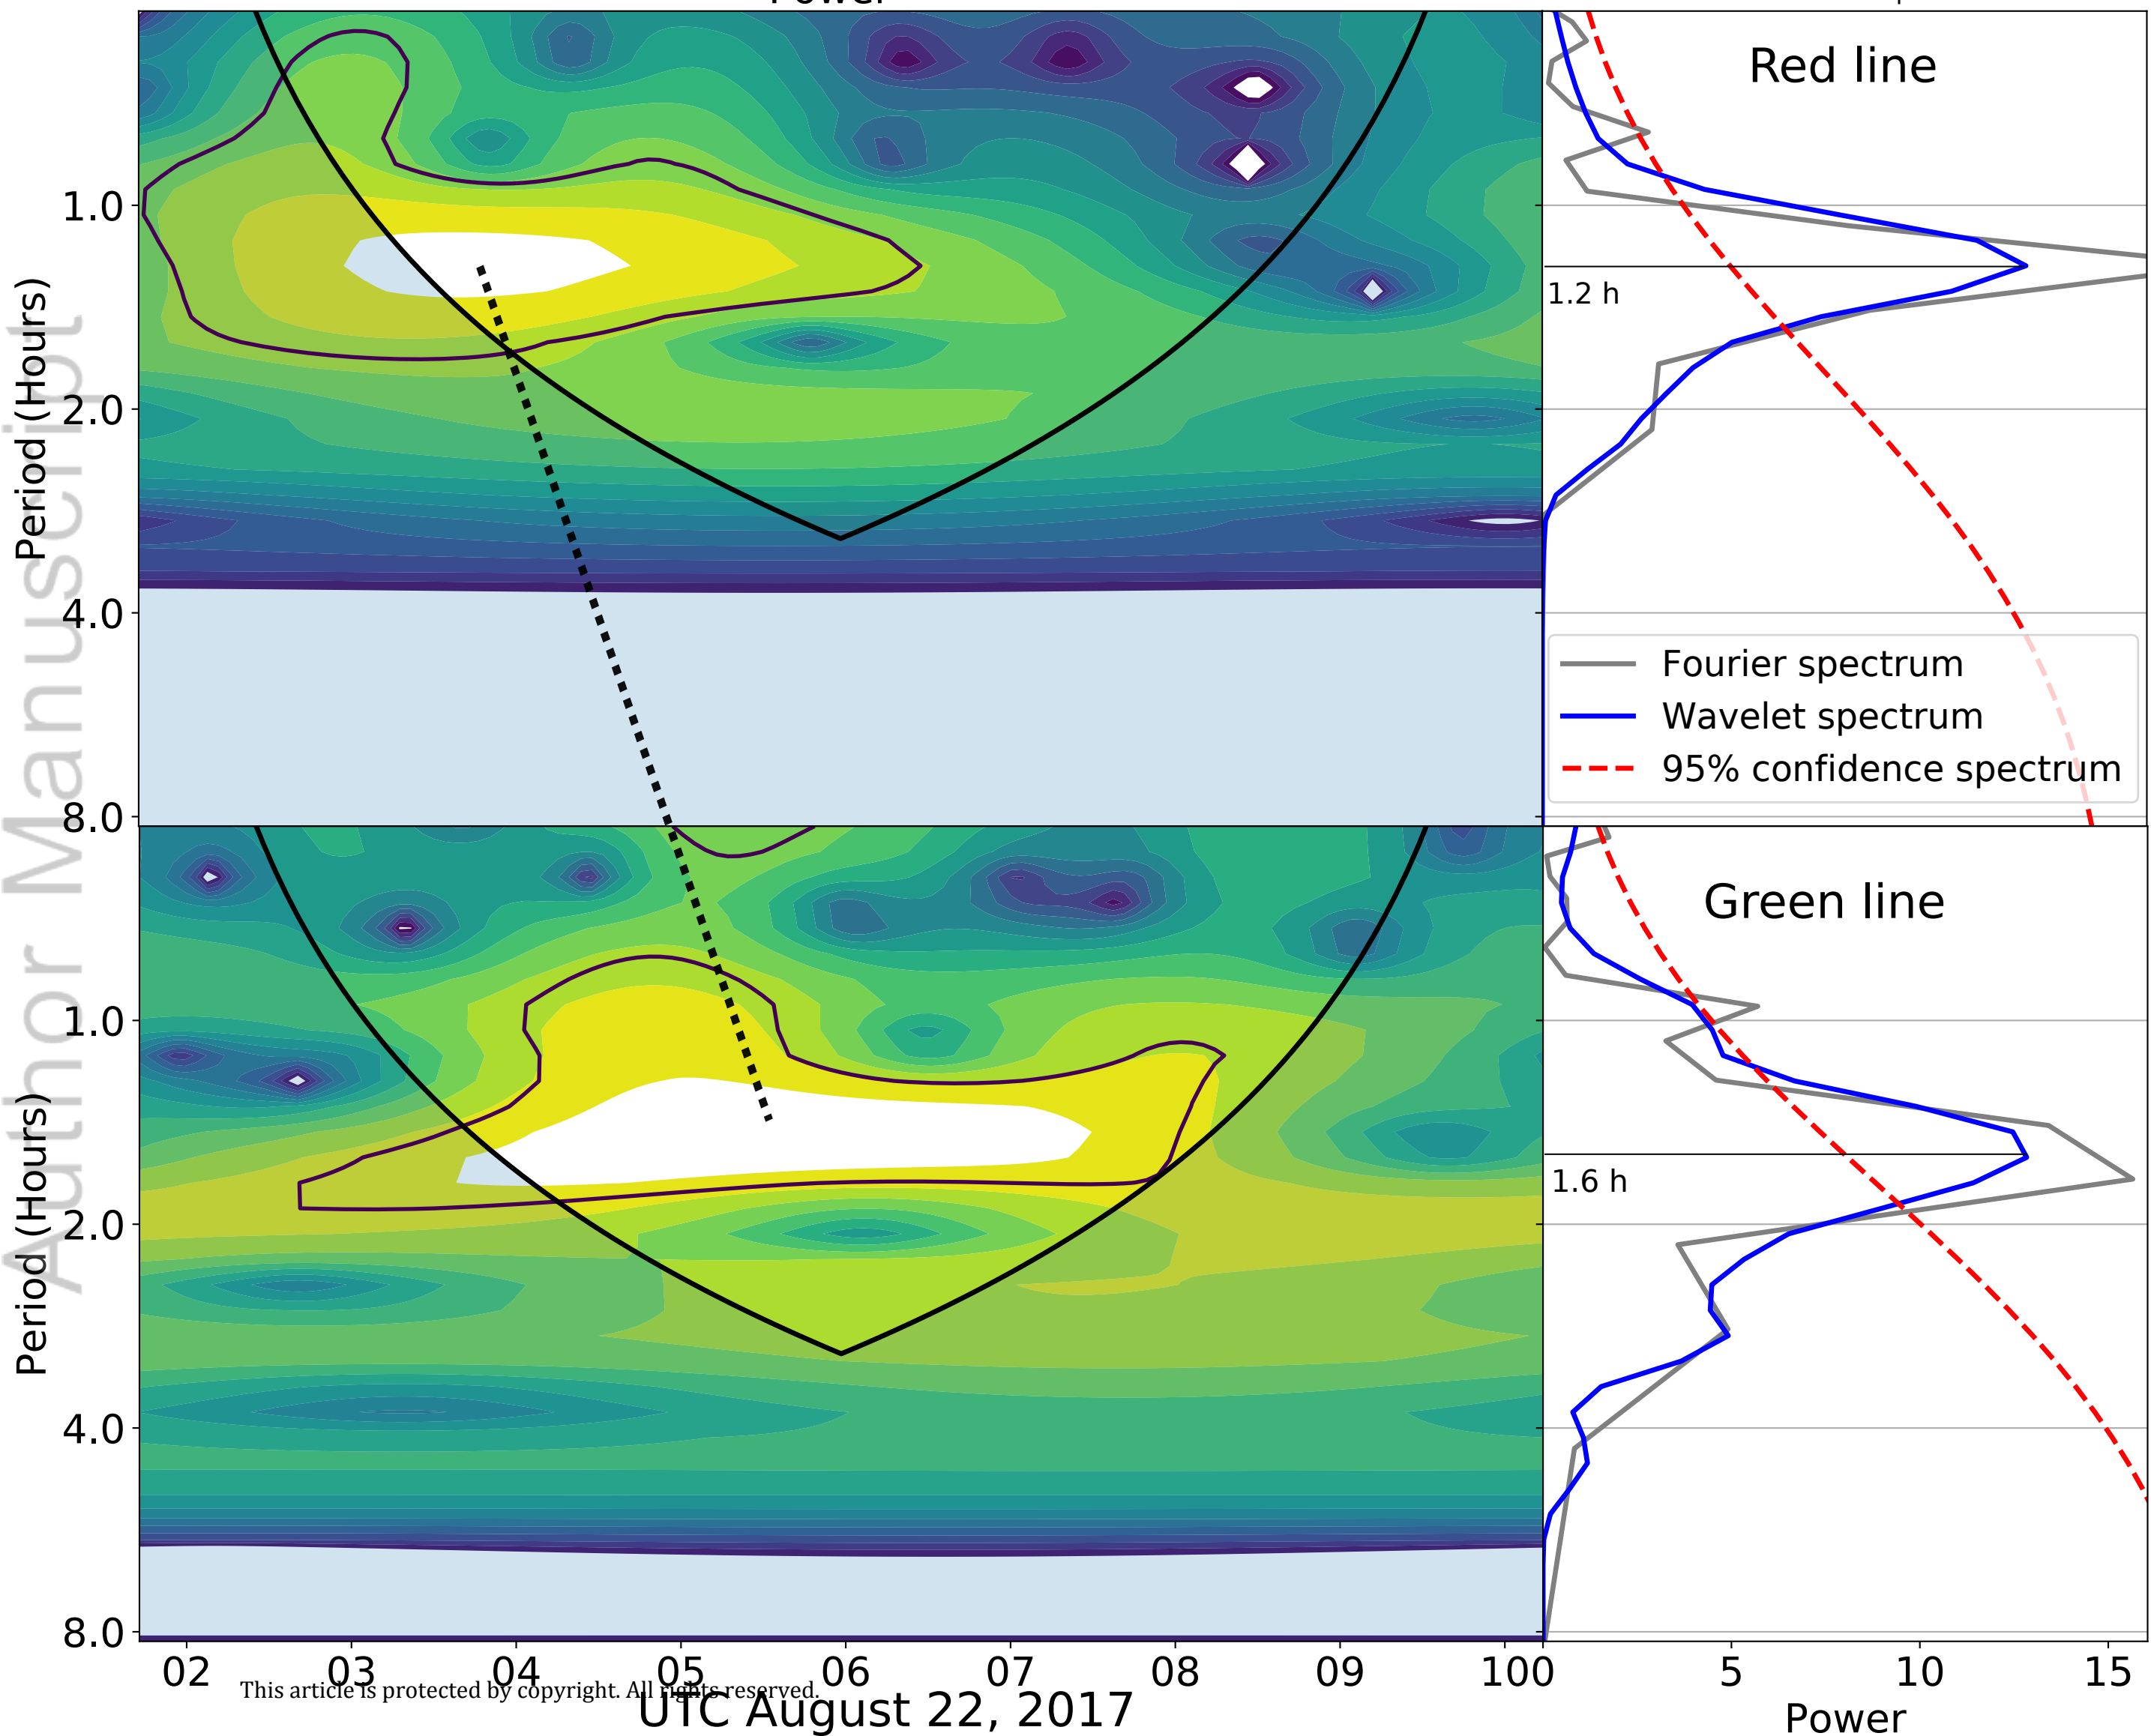 Power
Red line
1.0
2.0
4.0
8.0
Period (Hours)
1.2 h
Fourier spectrum
Wavelet spectrum
95% confidence spectrum
Green line
1.0
2.0
4.0
8.0
Period (Hours)
1.6 h
02 03 04 05 06 07 08 09 10
0 5 10 15
UTC August 22, 2017
Power
This article is protected by copyright. All rights reserved.
Author Manuscript